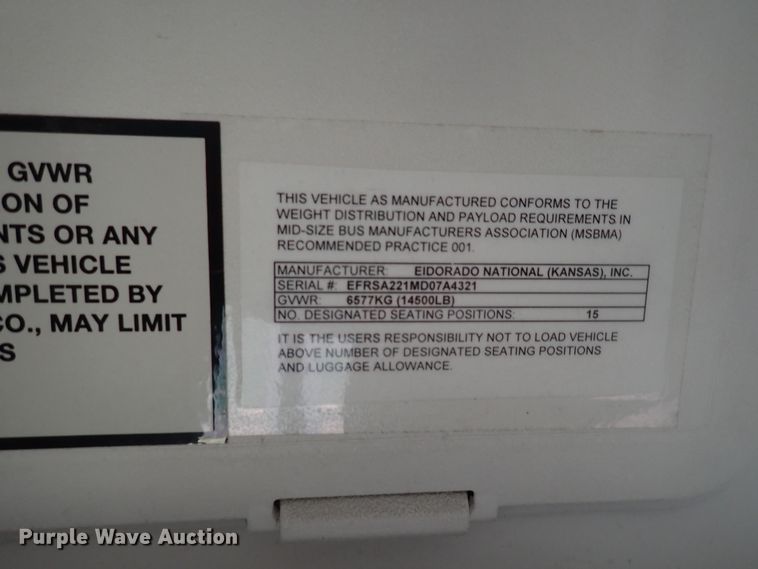 GVWR
ON OF
NTS OR ANY
S VEHICLE
MPLETED BY
CO., MAY LIMIT
S
THIS VEHICLE AS MANUFACTURED CONFORMS TO THE
WEIGHT DISTRIBUTION AND PAYLOAD REQUIREMENTS IN
MID-SIZE BUS MANUFACTURERS ASSOCIATION (MSBMA)
RECOMMENDED PRACTICE 001.
MANUFACTURER: EIDORADO NATIONAL (KANSAS), INC.
SERIAL #: EFRSA221MD07A4321
GVWR: 6577KG (14500LB)
NO. DESIGNATED SEATING POSITIONS: 15
IT IS THE USERS RESPONSIBILITY NOT TO LOAD VEHICLE
ABOVE NUMBER OF DESIGNATED SEATING POSITIONS
AND LUGGAGE ALLOWANCE.
Purple Wave Auction®